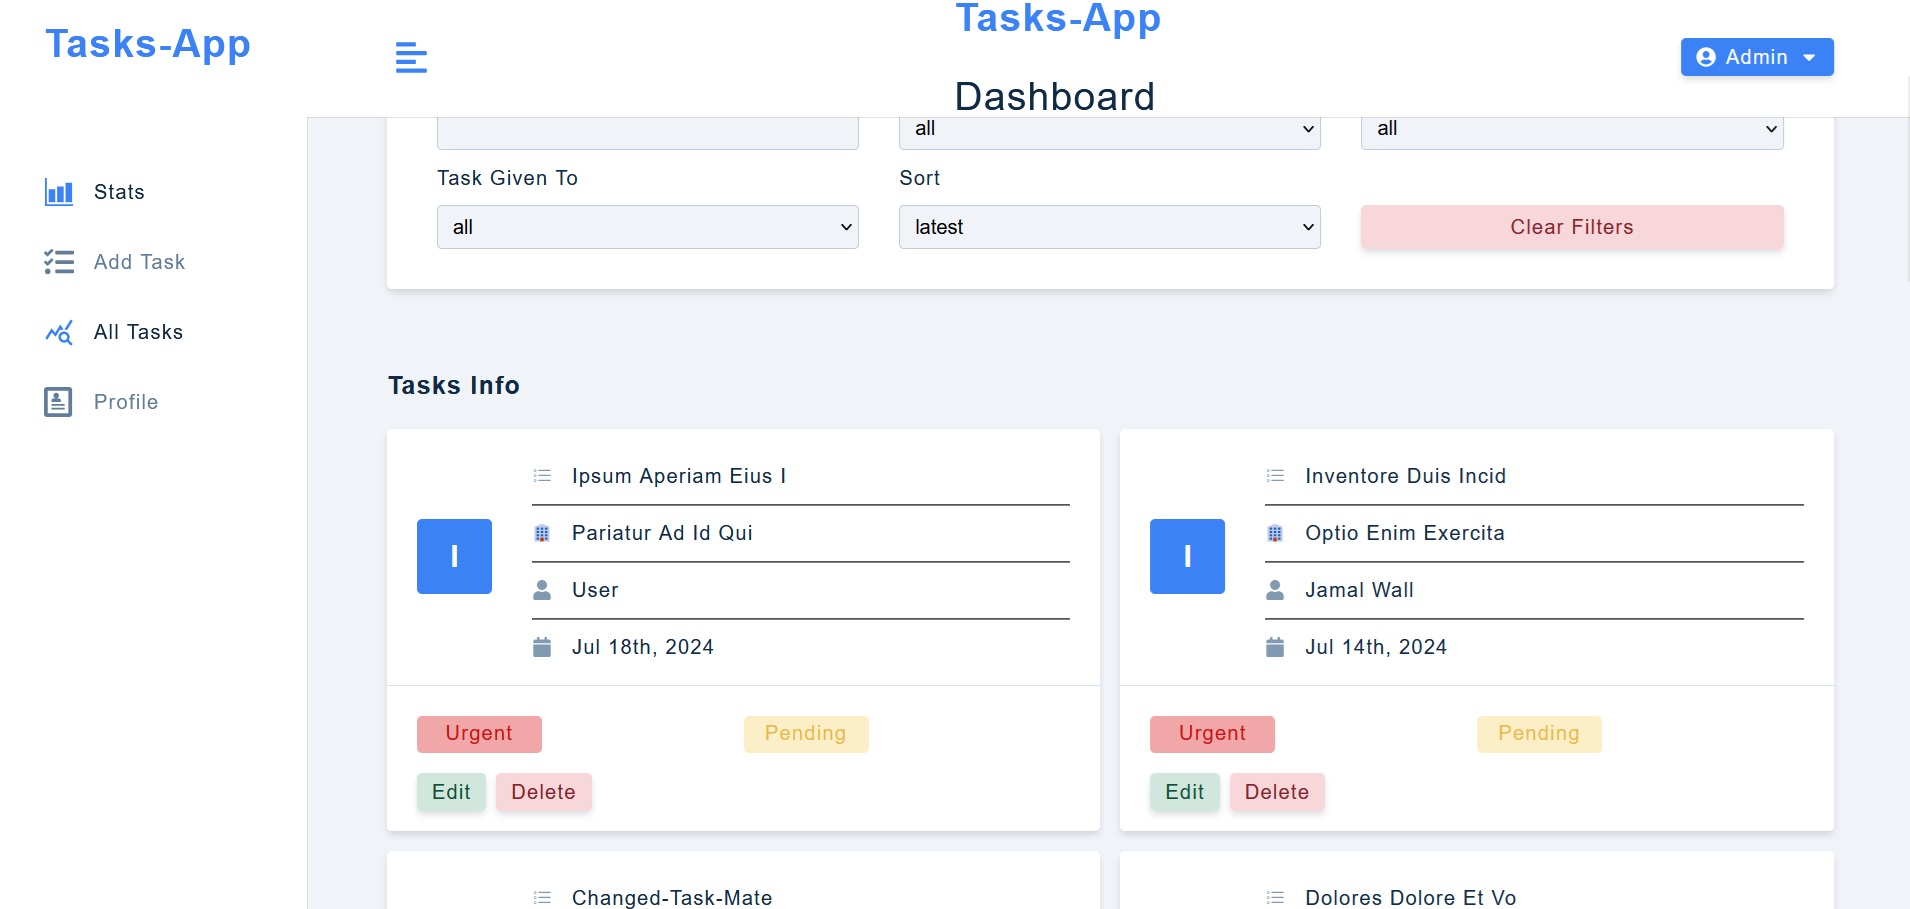 Tasks-App
Stats
Add Task
All Tasks
Profile
Tasks-App
Dashboard
Admin
all
all
Task Given To
Sort
all
latest
Clear Filters
Tasks Info
Ipsum Aperiam Eius I
Pariatur Ad Id Qui
User
Jul 18th, 2024
I
Urgent
Pending
Edit
Delete
Inventore Duis Incid
Optio Enim Exercita
Jamal Wall
Jul 14th, 2024
I
Urgent
Pending
Edit
Delete
Changed-Task-Mate
Dolores Dolore Et Vo